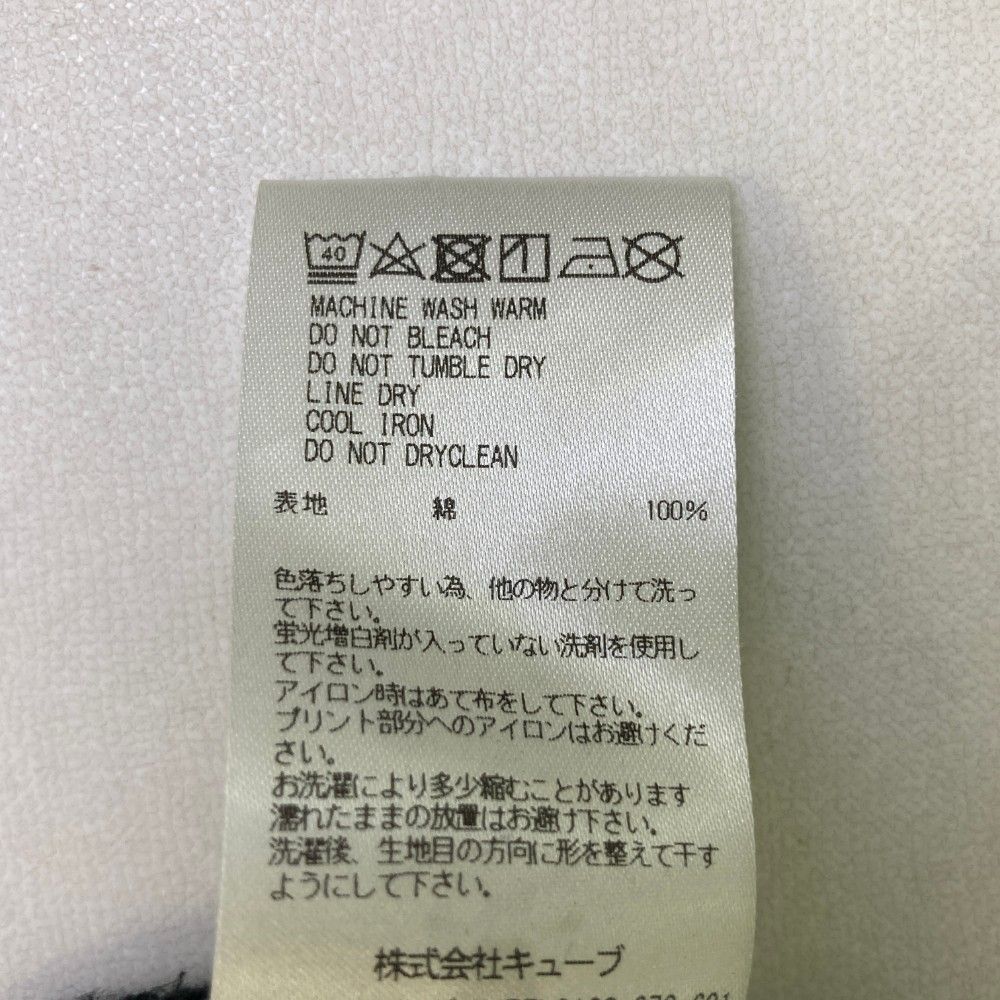 40
MACHINE WASH WARM
DO NOT BLEACH
DO NOT TUMBLE DRY
LINE DRY
COOL IRON
DO NOT DRYCLEAN
表地 綿 100%
色落ちしやすい為、他の物と分けて洗っ
て下さい。
蛍光増白剤が入っていない洗剤を使用し
て下さい。
アイロン時はあて布をして下さい。
プリント部分へのアイロンはお避けくだ
さい。
お洗濯により多少縮むことがあります
濡れたままの放置はお避け下さい。
洗濯後、生地目の方向に形を整えて干す
ようにして下さい。
株式会社キューブ